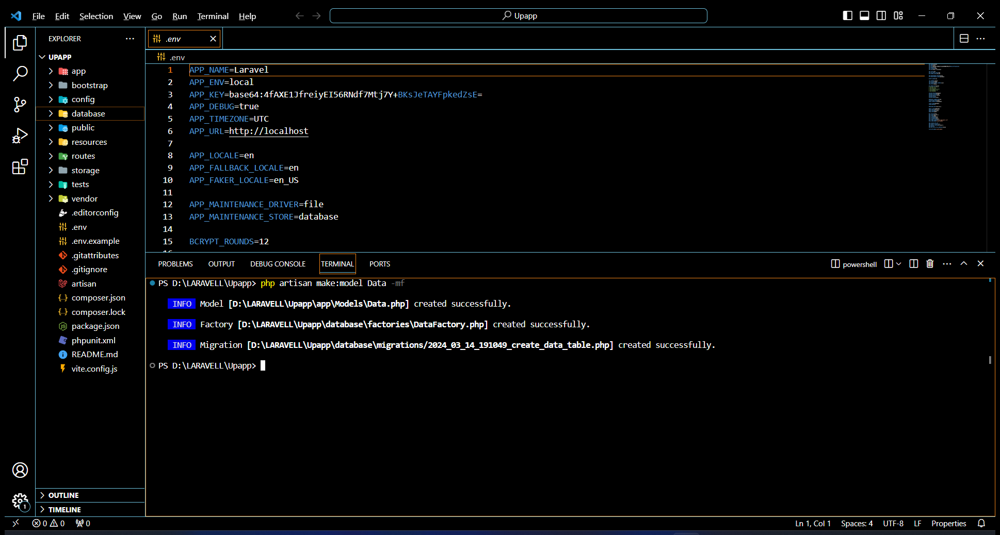 File Edit Selection View Go Run Terminal Help
Upapp
EXPLORER
UPAPP
app
bootstrap
config
database
public
resources
routes
storage
tests
vendor
.editorconfig
.env
.env.example
.gitattributes
.gitignore
artisan
composer.json
composer.lock
package.json
phpunit.xml
README.md
vite.config.js
OUTLINE
TIMELINE
.env
.env
1 APP_NAME=Laravel
2 APP_ENV=local
3 APP_KEY=base64:4fAXE1JfreiyEI56RNdf7Mtj7Y+BKsJeTAYFpkedZsE=
4 APP_DEBUG=true
5 APP_TIMEZONE=UTC
6 APP_URL=http://localhost
7
8 APP_LOCALE=en
9 APP_FALLBACK_LOCALE=en
10 APP_FAKER_LOCALE=en_US
11
12 APP_MAINTENANCE_DRIVER=file
13 APP_MAINTENANCE_STORE=database
14
15 BCRYPT_ROUNDS=12
PROBLEMS OUTPUT DEBUG CONSOLE TERMINAL PORTS
powershell
PS D:\LARAVELL\Upapp> php artisan make:model Data -mf
INFO Model [D:\LARAVELL\Upapp\app\Models\Data.php] created successfully.
INFO Factory [D:\LARAVELL\Upapp\database\factories\DataFactory.php] created successfully.
INFO Migration [D:\LARAVELL\Upapp\database\migrations/2024_03_14_191049_create_data_table.php] created successfully.
PS D:\LARAVELL\Upapp>
1
0 0 0
Ln 1, Col 1 Spaces: 4 UTF-8 LF Properties